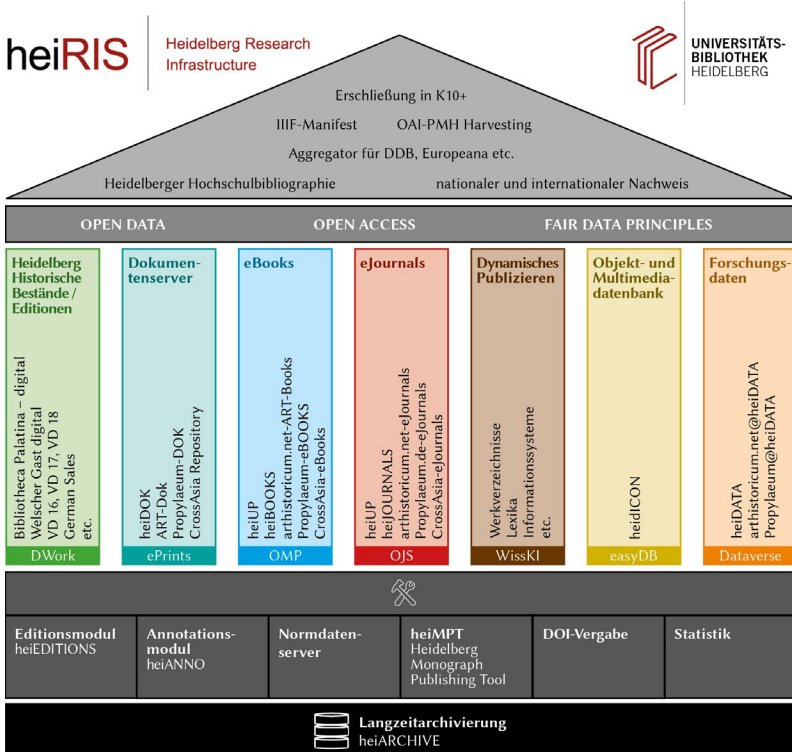 heiRIS
Heidelberg Research
Infrastructure
UNIVERSITÄTS-
BIBLIOTHEK
HEIDELBERG
Erschließung in K10+
IIIF-Manifest OAI-PMH Harvesting
Aggregator für DDB, Europeana etc.
Heidelberger Hochschulbibliographie nationaler und internationaler Nachweis
OPEN DATA OPEN ACCESS FAIR DATA PRINCIPLES
Heidelberg
Historische
Bestände /
Editionen
Bibliotheca Palatina – digital
Welscher Gast digital
VD 16, VD 17, VD 18
German Sales
etc.
DWork
Dokumen-
tenserver
heiDOK
ART-Dok
Propylaeum-DOK
CrossAsia Repository
ePrints
eBooks
heiUP
heiBOOKS
arthistoricum.net-ART-Books
Propylaeum-eBOOKS
CrossAsia-eBooks
OMP
eJournals
heiUP
heiJOURNALS
arthistoricum.net-eJournals
Propylaeum.de-eJournals
CrossAsia-eJournals
OJS
Dynamisches
Publizieren
Werkverzeichnisse
Lexika
Informationssysteme
etc.
WissKI
Objekt- und
Multimedia-
datenbank
heidICON
easyDB
Forschungs-
daten
heiDATA
arthistoricum.net@heiDATA
Propylaeum@heiDATA
Dataverse
Editionsmodul
heiEDITIONS
Annotations-
modul
heiANNO
Normdaten-
server
heiMPT
Heidelberg
Monograph
Publishing Tool
DOI-Vergabe
Statistik
Langzeitarchivierung
heiARCHIVE